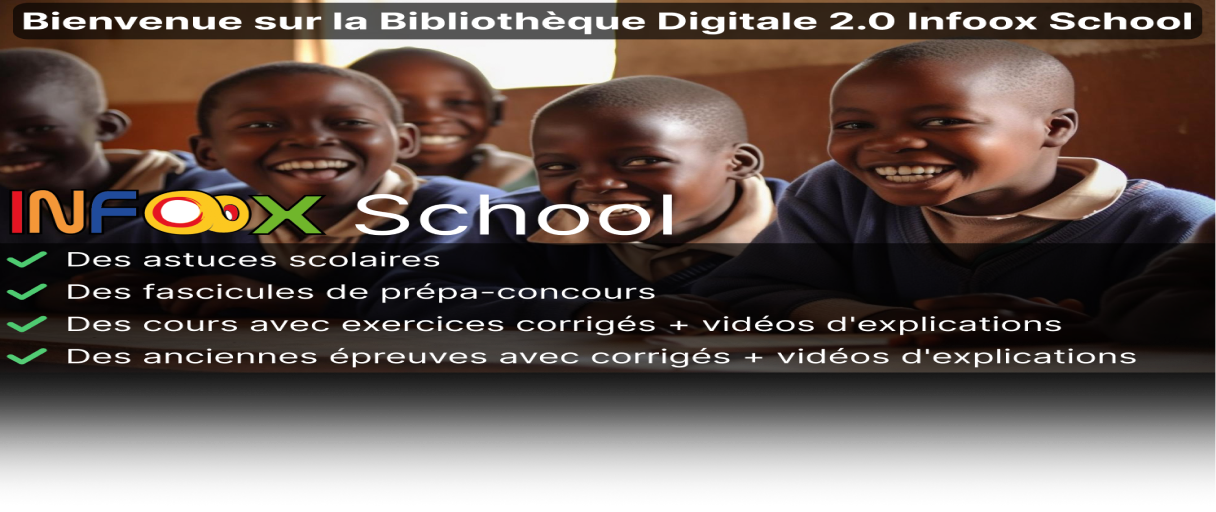 Bienvenue sur la Bibliothèque Digitale 2.0 Infoox School
INFOOX School
Des astuces scolaires
Des fascicules de prépa-concours
Des cours avec exercices corrigés + vidéos d'explications
Des anciennes épreuves avec corrigés + vidéos d'explications